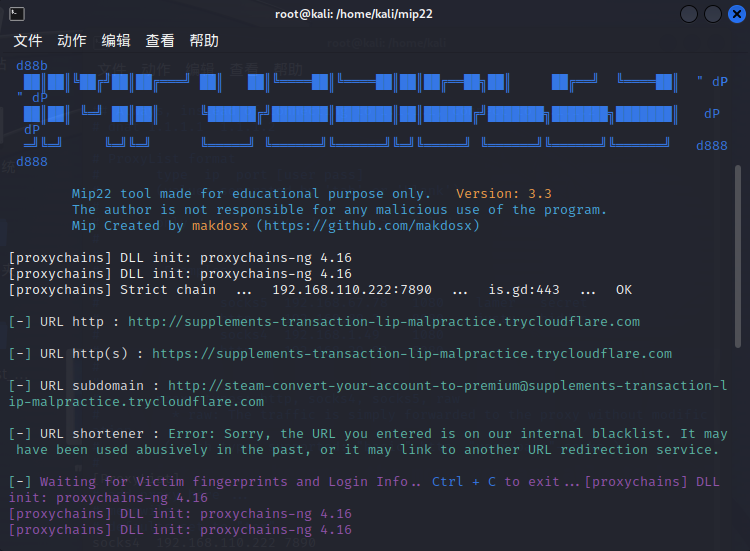 root@kali: /home/kali/mip22
文件 动作 编辑 查看 帮助
d88b
" dP
" dP
dP
dP
d888
d888
Mip22 tool made for educational purpose only. Version: 3.3
The author is not responsible for any malicious use of the program.
Mip Created by makdosx (https://github.com/makdosx)
[proxychains] DLL init: proxychains-ng 4.16
[proxychains] DLL init: proxychains-ng 4.16
[proxychains] Strict chain ... 192.168.110.222:7890 ... is.gd:443 ... OK
[-] URL http : http://supplements-transaction-lip-malpractice.trycloudflare.com
[-] URL http(s) : https://supplements-transaction-lip-malpractice.trycloudflare.com
[-] URL subdomain : http://steam-convert-your-account-to-premium@supplements-transaction-l
ip-malpractice.trycloudflare.com
[-] URL shortener : Error: Sorry, the URL you entered is on our internal blacklist. It may
have been used abusively in the past, or it may link to another URL redirection service.
[-] Waiting for Victim fingerprints and Login Info.. Ctrl + C to exit...[proxychains] DLL
init: proxychains-ng 4.16
[proxychains] DLL init: proxychains-ng 4.16
[proxychains] DLL init: proxychains-ng 4.16
socks4 192.168.110.222 7890